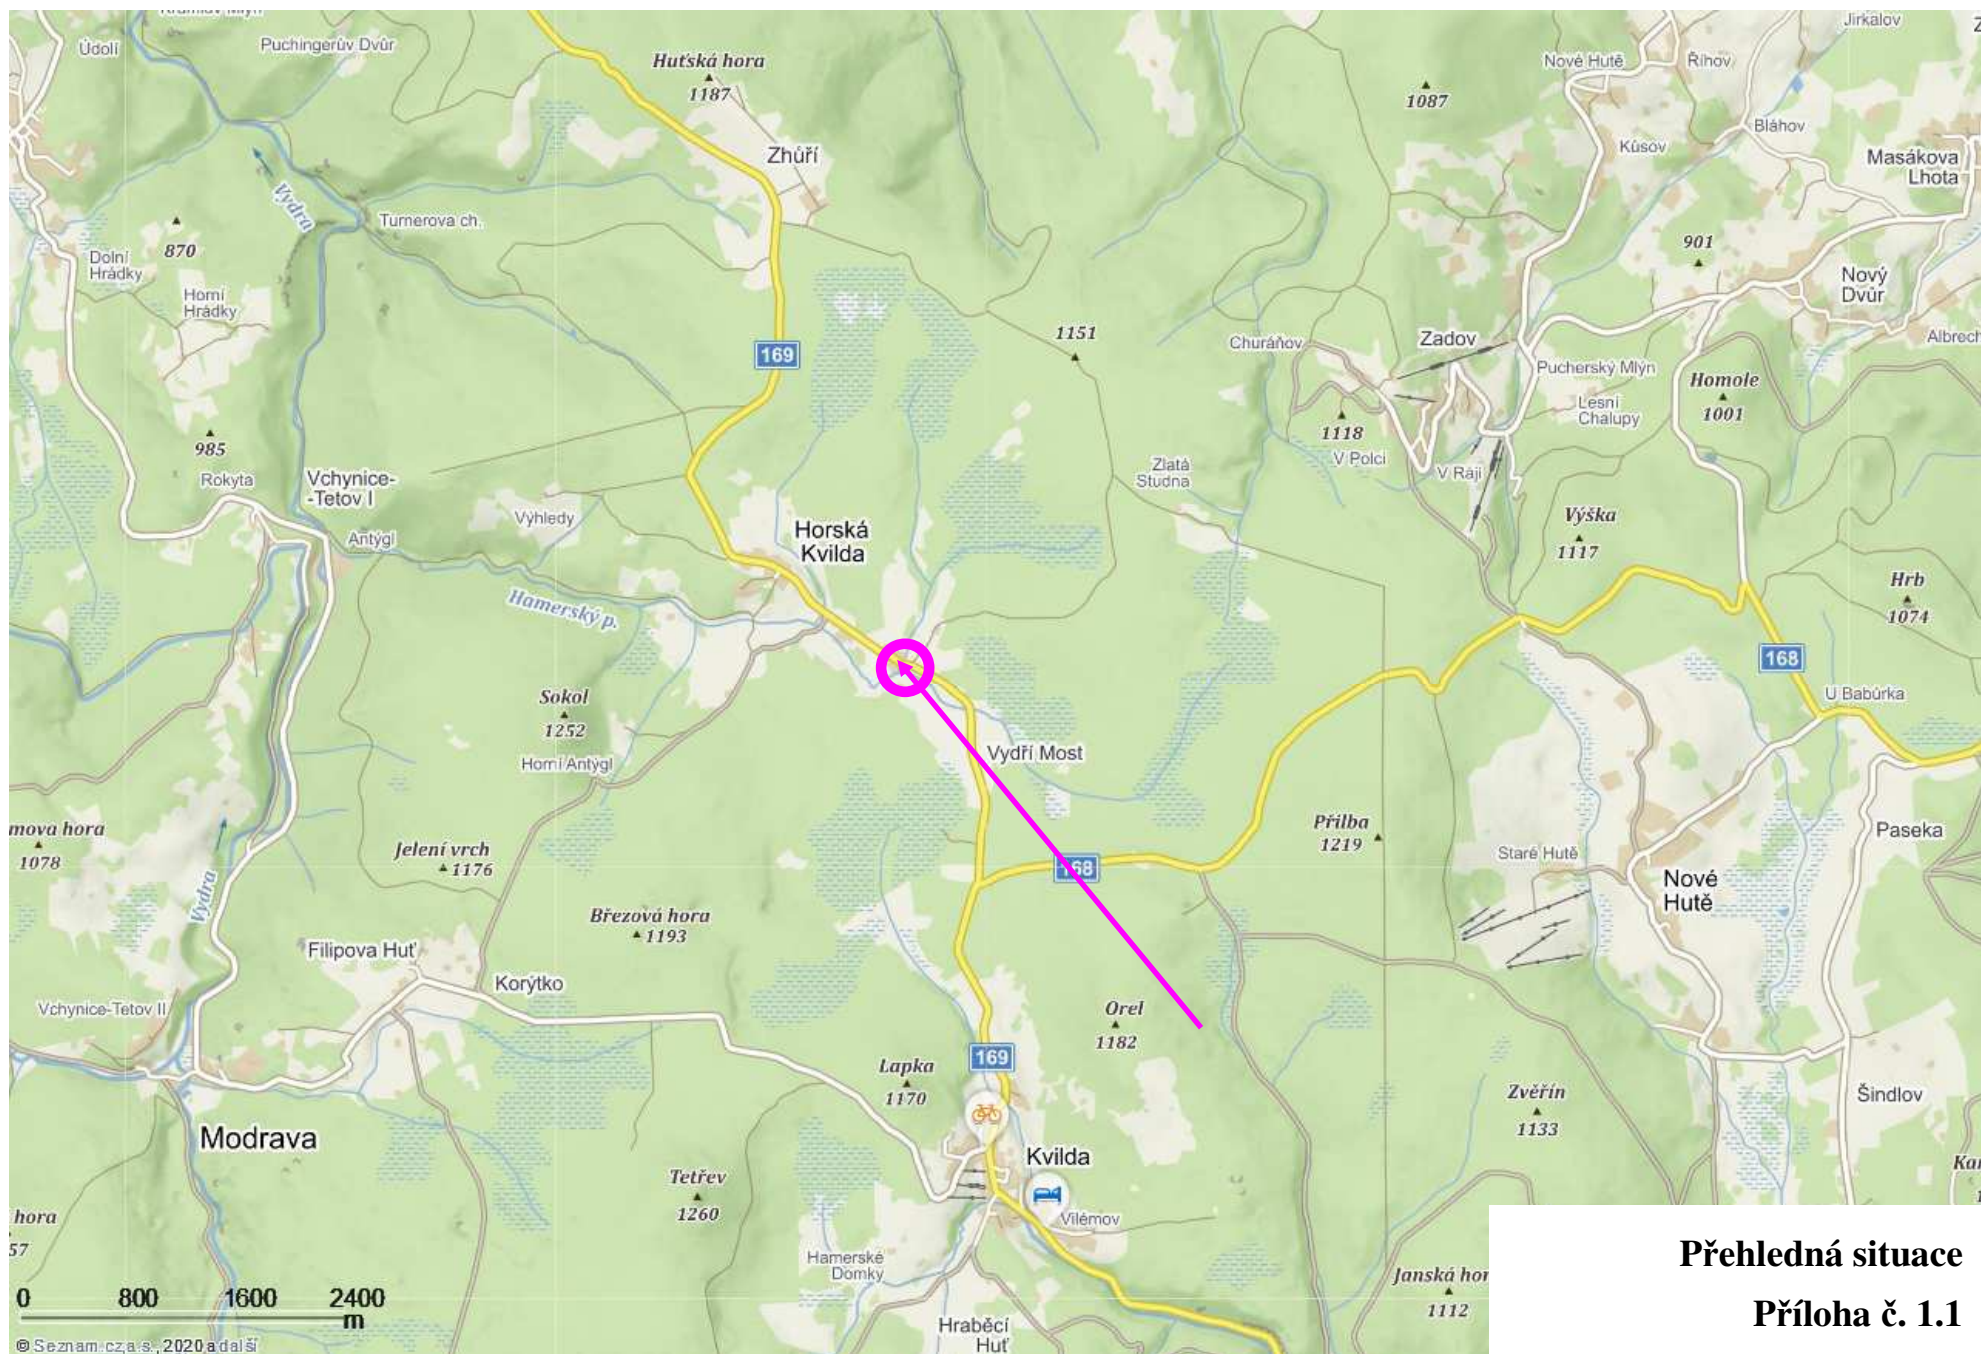 Údolí
Puchingerův Dvůr
Huťská hora
1187
Zhůří
Jirkalov
Nové Hutě
Říhov
1087
Bláhov
Kůsov
Masákova
Lhota
Vydra
Turnerova ch.
870
Dolní
Hrádky
Horní
Hrádky
901
Nový
Dvůr
169
1151
Churáňov
Zadov
Albrech
Pucherský Mlýn
Homole
1001
Lesní
Chalupy
1118
V Polci
V Ráji
985
Rokyta
Vchynice-
-Tetov I
Zlatá
Studna
Výhledy
Antýgl
Horská
Kvilda
Výška
1117
Hrb
1074
Hamerský p.
168
U Babůrka
Sokol
1252
Horní Antýgl
Vydří Most
mova hora
1078
Jelení vrch
1176
Přilba
1219
Paseka
Staré Hutě
168
Nové
Hutě
Vydra
Březová hora
1193
Filipova Huť
Korýtko
Vchynice-Tetov II
Orel
1182
169
Lapka
1170
Zvěřín
1133
Šindlov
Modrava
Kvilda
Tetřev
1260
Vilémov
hora
57
Kar
1
Hamerské
Domky
Janská hor
1112
Hraběcí
Huť
0 800 1600 2400
m
© Seznam.cz,a.s., 2020 a další
Přehledná situace
Příloha č. 1.1